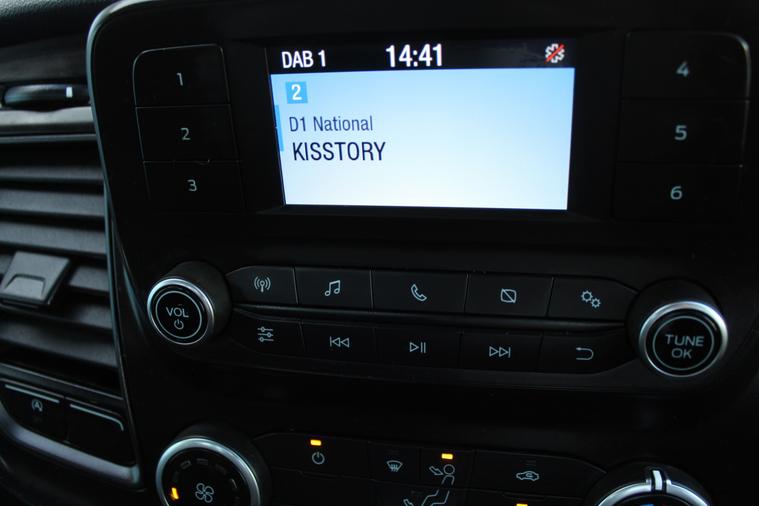 DAB 1 14:41
2
D1 National
KISSTORY
1
2
3
4
5
6
VOL
TUNE
OK
A